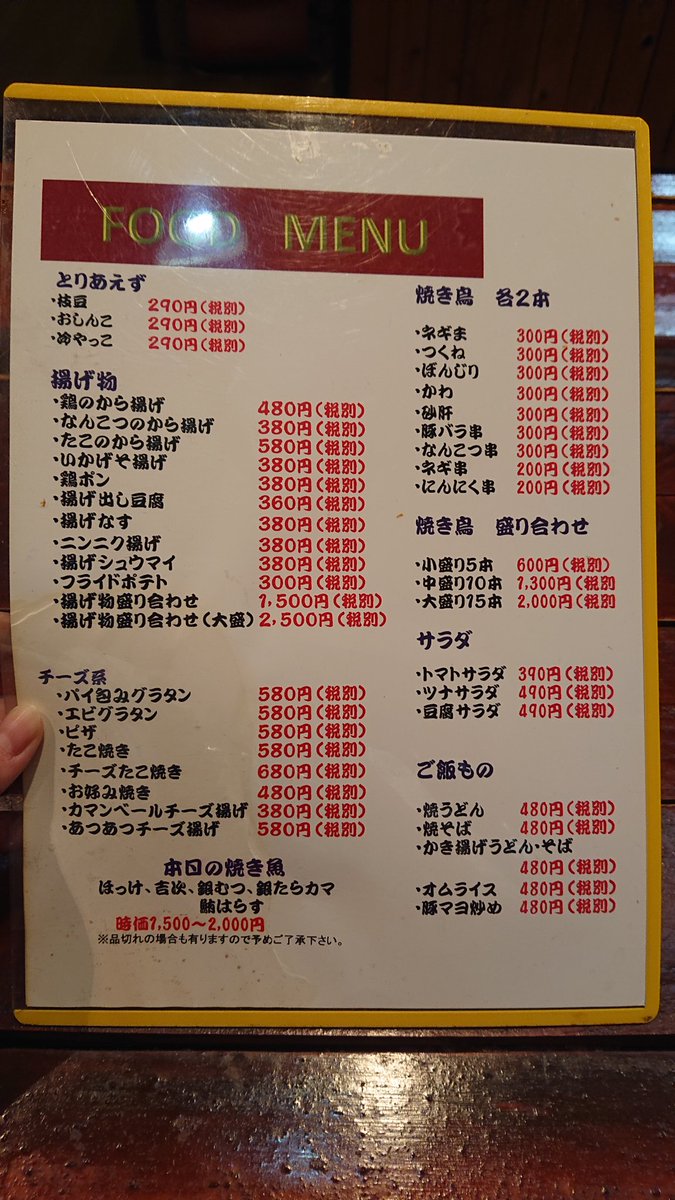 FOOD MENU
とりあえず
・枝豆 290円(税別)
・おしんこ 290円(税別)
・冷やっこ 290円(税別)
揚げ物
・鶏のから揚げ 480円(税別)
・なんこつのから揚げ 380円(税別)
・たこのから揚げ 580円(税別)
・いかげそ揚げ 380円(税別)
・鶏ポン 380円(税別)
・揚げ出し豆腐 360円(税別)
・揚げなす 380円(税別)
・ニンニク揚げ 380円(税別)
・揚げシュウマイ 380円(税別)
・フライドポテト 300円(税別)
・揚げ物盛り合わせ 1,500円(税別)
・揚げ物盛り合わせ(大盛) 2,500円(税別)
チーズ系
・パイ包みグラタン 580円(税別)
・エビグラタン 580円(税別)
・ピザ 580円(税別)
・たこ焼き 580円(税別)
・チーズたこ焼き 680円(税別)
・お好み焼き 480円(税別)
・カマンベールチーズ揚げ 380円(税別)
・あつあつチーズ揚げ 580円(税別)
本日の焼き魚
ほっけ、吉次、銀むつ、銀たらカマ
鮪はらす
時価1,500～2,000円
※品切れの場合も有りますので予めご了承下さい。
焼き鳥 各2本
・ネギま 300円(税別)
・つくね 300円(税別)
・ぼんじり 300円(税別)
・かわ 300円(税別)
・砂肝 300円(税別)
・豚バラ串 300円(税別)
・なんこつ串 300円(税別)
・ネギ串 200円(税別)
・にんにく串 200円(税別)
焼き鳥 盛り合わせ
・小盛り5本 600円(税別)
・中盛り10本 1,300円(税別
・大盛り15本 2,000円(税別
サラダ
・トマトサラダ 390円(税別)
・ツナサラダ 490円(税別)
・豆腐サラダ 490円(税別)
ご飯もの
・焼うどん 480円(税別)
・焼そば 480円(税別)
・かき揚げうどん・そば
480円(税別)
・オムライス 480円(税別)
・豚マヨ炒め 480円(税別)